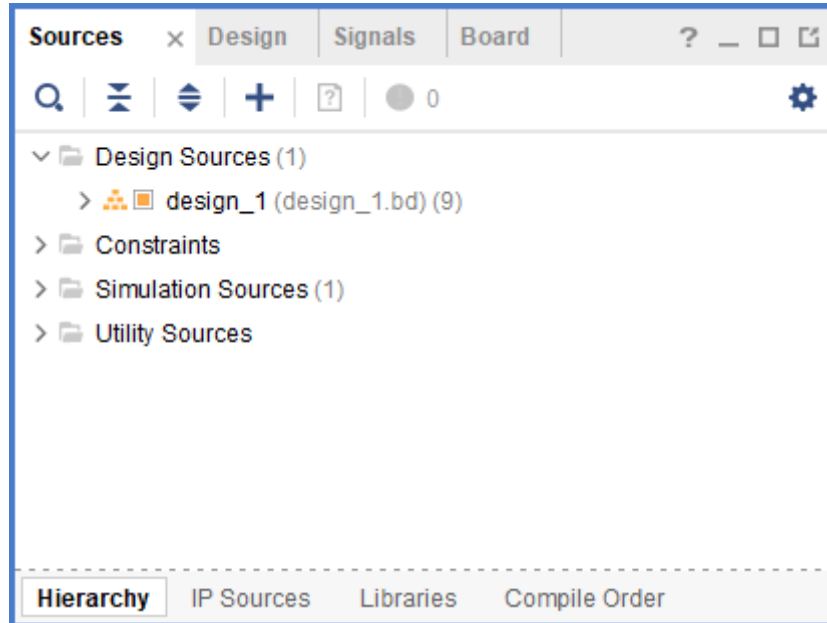 Sources × Design Signals Board ? _
? 0
Design Sources (1)
design_1 (design_1.bd) (9)
Constraints
Simulation Sources (1)
Utility Sources
Hierarchy IP Sources Libraries Compile Order